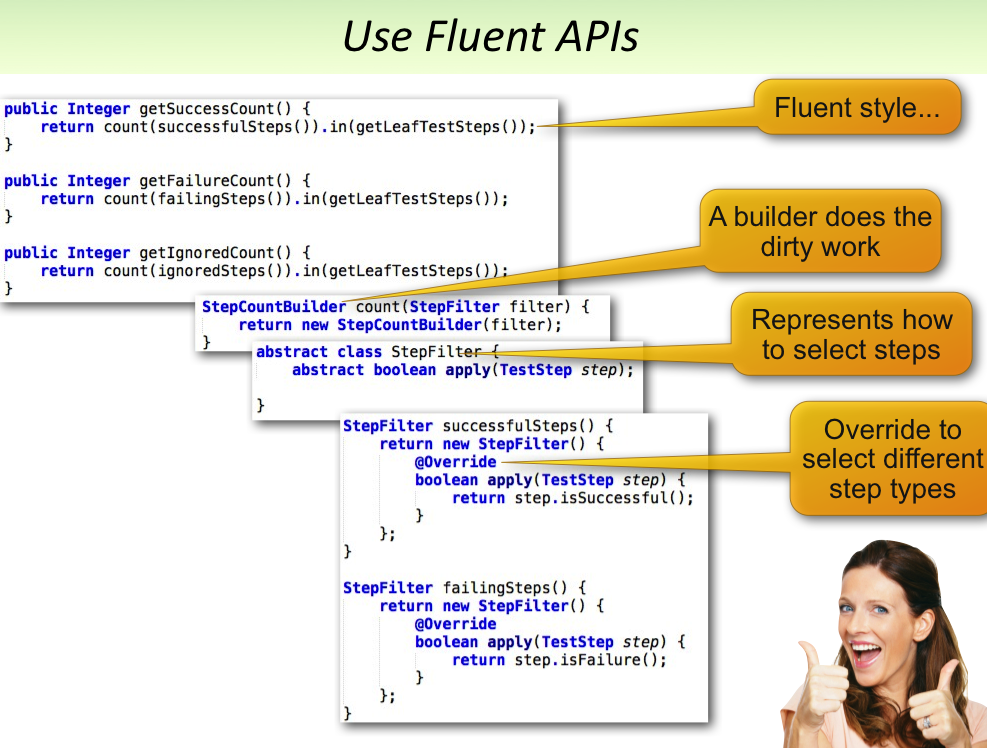 Use Fluent APIs
public Integer getSuccessCount() {
return count(successfulSteps()).in(getLeafTestSteps());
}
public Integer getFailureCount() {
return count(failingSteps()).in(getLeafTestSteps());
}
public Integer getIgnoredCount() {
return count(ignoredSteps()).in(getLeafTestSteps());
}
Fluent style...
StepCountBuilder count(StepFilter filter) {
return new StepCountBuilder(filter);
}
A builder does the
dirty work
abstract class StepFilter {
abstract boolean apply(TestStep step);
}
Represents how
to select steps
StepFilter successfulSteps() {
return new StepFilter() {
@Override
boolean apply(TestStep step) {
return step.isSuccessful();
}
};
}
StepFilter failingSteps() {
return new StepFilter() {
@Override
boolean apply(TestStep step) {
return step.isFailure();
}
};
}
Override to
select different
step types